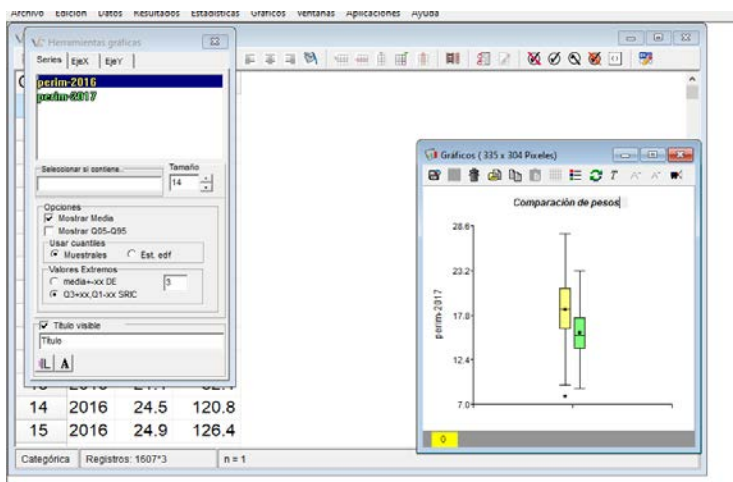 Archivo Edición Datos Resultados Estadísticas Gráficos Ventanas Aplicaciones Ayuda
Herramientas gráficas
Series EjeX EjeY
perim-2016
perim-2017
Seleccionar si contiene..
Tamaño
14
Opciones
Mostrar Media
Mostrar Q05-Q95
Usar cuantiles
Muestrales Est. edf
Valores Extremos
media+-xx DE 3
Q3+xx,Q1-xx SRIC
Título visible
Título
A
14 2016 24.5 120.8
15 2016 24.9 126.4
Categórica Registros: 1607*3 n = 1
Gráficos ( 335 x 304 Pixeles)
Comparación de pesos
28.6
23.2
17.8
12.4
7.0
perim-2017
0